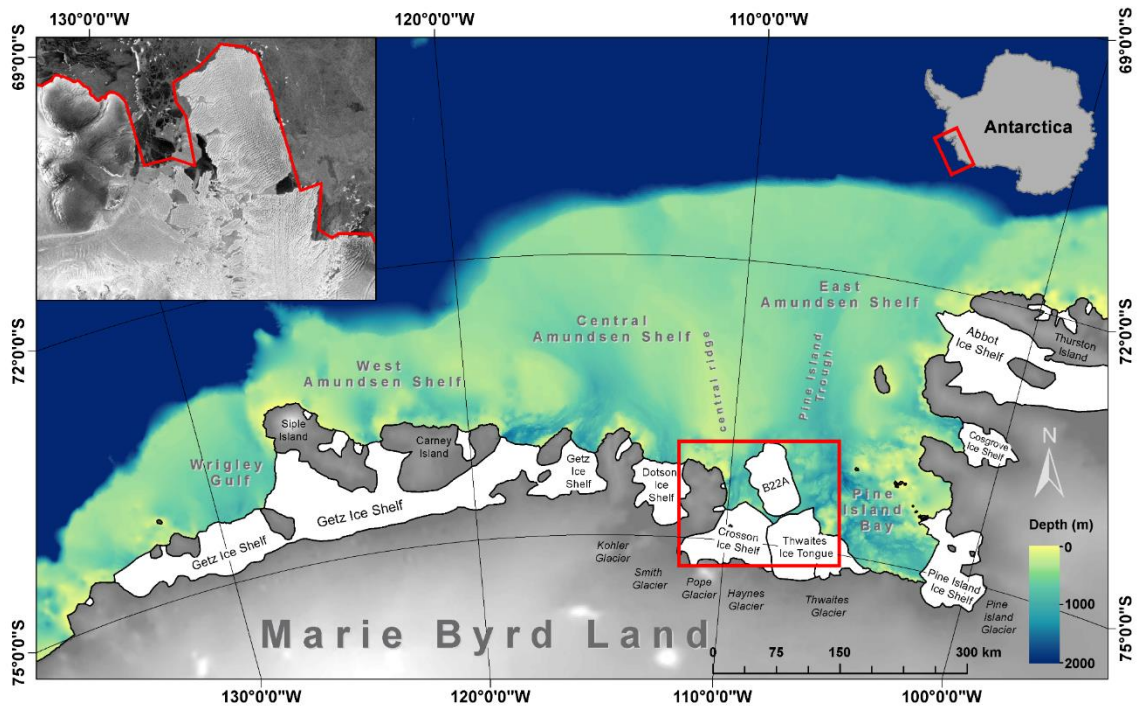 130°0'0"W
120°0'0"W
110°0'0"W
69°0'0"S
69°0'0"S
Antarctica
East
Amundsen Shelf
Central
Amundsen Shelf
West
Amundsen Shelf
central ridge
Pine Island
Trough
72°0'0"S
72°0'0"S
Abbot
Ice Shelf
Thurston
Island
Siple
Island
Carney
Island
Wrigley
Gulf
Getz
Ice
Shelf
Dotson
Ice
Shelf
B22A
Cosgrove
Ice Shelf
N
Pine
Island
Bay
Getz Ice Shelf
Getz Ice Shelf
Crosson
Ice Shelf
Thwaites
Ice Tongue
Depth (m)
0
1000
2000
Kohler
Glacier
Smith
Glacier
Pope
Glacier
Haynes
Glacier
Thwaites
Glacier
Pine Island
Ice Shelf
Pine
Island
Glacier
Marie Byrd Land
0 75 150 300 km
75°0'0"S
75°0'0"S
130°0'0"W
120°0'0"W
110°0'0"W
100°0'0"W